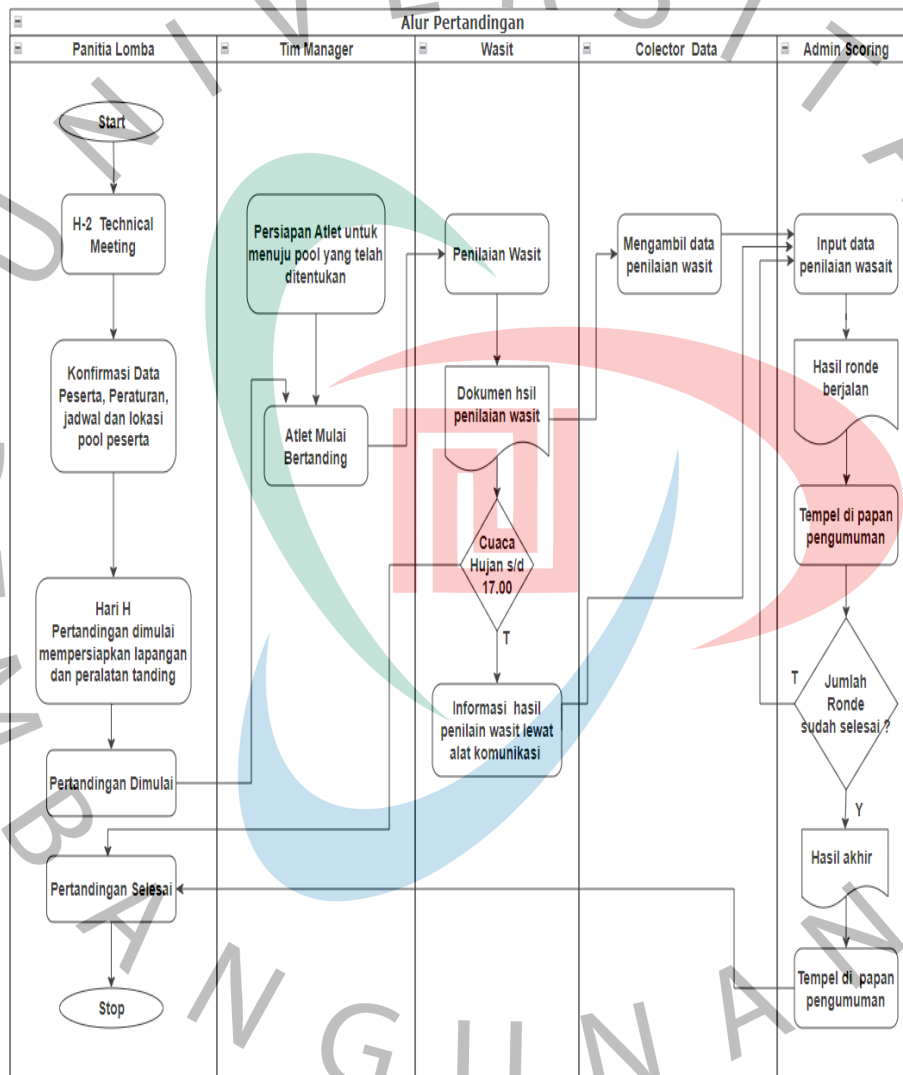 Alur Pertandingan
Panitia Lomba
Tim Manager
Wasit
Colector Data
Admin Scoring
Start
H-2 Technical
Meeting
Konfirmasi Data
Peserta, Peraturan,
jadwal dan lokasi
pool peserta
Hari H
Pertandingan dimulai
mempersiapkan lapangan
dan peralatan tanding
Pertandingan Dimulai
Pertandingan Selesai
Stop
Persiapan Atlet untuk
menuju pool yang telah
ditentukan
Atlet Mulai
Bertanding
Penilaian Wasit
Dokumen hsil
penilaian wasit
Cuaca
Hujan s/d
17.00
T
Informasi hasil
penilain wasit lewat
alat komunikasi
Mengambil data
penilaian wasit
Input data
penilaian wasait
Hasil ronde
berjalan
Tempel di papan
pengumuman
T
Jumlah
Ronde
sudah selesai ?
Y
Hasil akhir
Tempel di papan
pengumuman